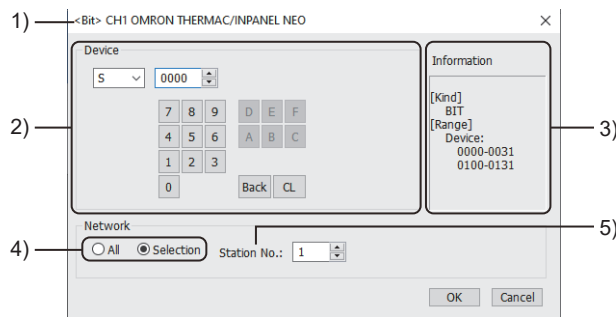 1) <Bit> CH1 OMRON THERMAC/INPANEL NEO
Device
S 0000
7 8 9 D E F
4 5 6 A B C
1 2 3
0 Back CL
2)
Information
[Kind]
BIT
[Range]
Device:
0000-0031
0100-0131
3)
Network
4) All Selection Station No.: 1
5)
OK Cancel